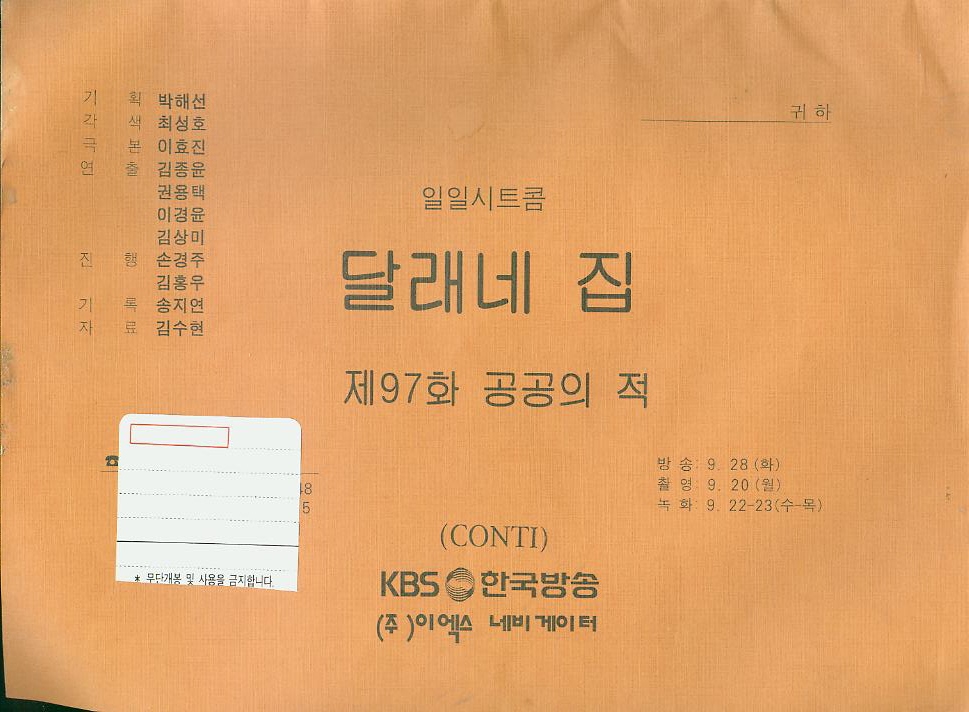 기 획 박해선
각 색 최성호
극 본 이효진
연 출 김종윤
권용택
이경윤
김상미
진 행 손경주
김홍우
기 록 송지연
자 료 김수현
귀하
일일시트콤
달래네 집
제97화 공공의 적
☎
48
5
* 무단개봉 및 사용을 금지합니다.
방 송: 9. 28(화)
촬 영: 9. 20(월)
녹 화: 9. 22-23(수-목)
(CONTI)
KBS 한국방송
(주)이엑스 네비게이터